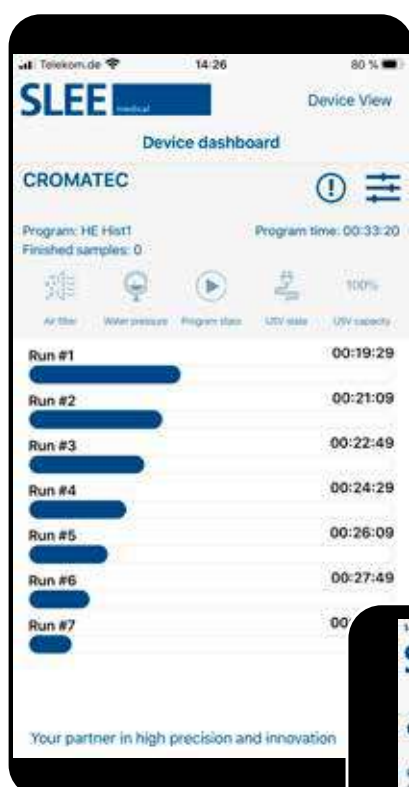 Telekom.de 14:26 80 %
SLEE medical
Device View
Device dashboard
CROMATEC
Program: HE Hist1 Program time: 00:33:20
Finished samples: 0
100%
Air filter Water pressure Program state USV state USV capacity
Run #1 00:19:29
Run #2 00:21:09
Run #3 00:22:49
Run #4 00:24:29
Run #5 00:26:09
Run #6 00:27:49
Run #7 00:
Your partner in high precision and innovation